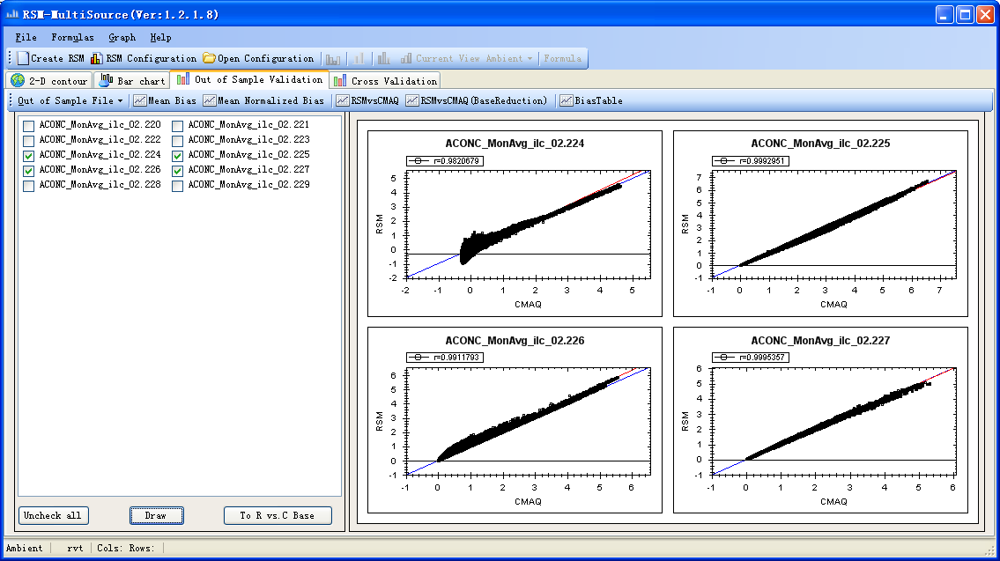 RSM-MultiSource(Ver:1.2.1.8)
File Formulas Graph Help
Create RSM RSM Configuration Open Configuration Current View Ambient Formula
2-D contour Bar chart Out of Sample Validation Cross Validation
Out of Sample File Mean Bias Mean Normalized Bias RSMvsCMAQ RSMvsCMAQ(BaseReduction) BiasTable
ACONC_MonAvg_ilc_02.220 ACONC_MonAvg_ilc_02.221
ACONC_MonAvg_ilc_02.222 ACONC_MonAvg_ilc_02.223
ACONC_MonAvg_ilc_02.224 ACONC_MonAvg_ilc_02.225
ACONC_MonAvg_ilc_02.226 ACONC_MonAvg_ilc_02.227
ACONC_MonAvg_ilc_02.228 ACONC_MonAvg_ilc_02.229
Uncheck all Draw To R vs.C Base
ACONC_MonAvg_ilc_02.224
r=0.9820679
5
4
3
2
1
0
-1
-2
RSM
-2 -1 0 1 2 3 4 5
CMAQ
ACONC_MonAvg_ilc_02.225
r=0.9992951
7
6
5
4
3
2
1
0
-1
RSM
-1 0 1 2 3 4 5 6 7
CMAQ
ACONC_MonAvg_ilc_02.226
r=0.9911793
6
5
4
3
2
1
0
-1
RSM
-1 0 1 2 3 4 5 6
CMAQ
ACONC_MonAvg_ilc_02.227
r=0.9995357
6
5
4
3
2
1
0
-1
RSM
-1 0 1 2 3 4 5 6
CMAQ
Ambient rvt Cols: Rows: